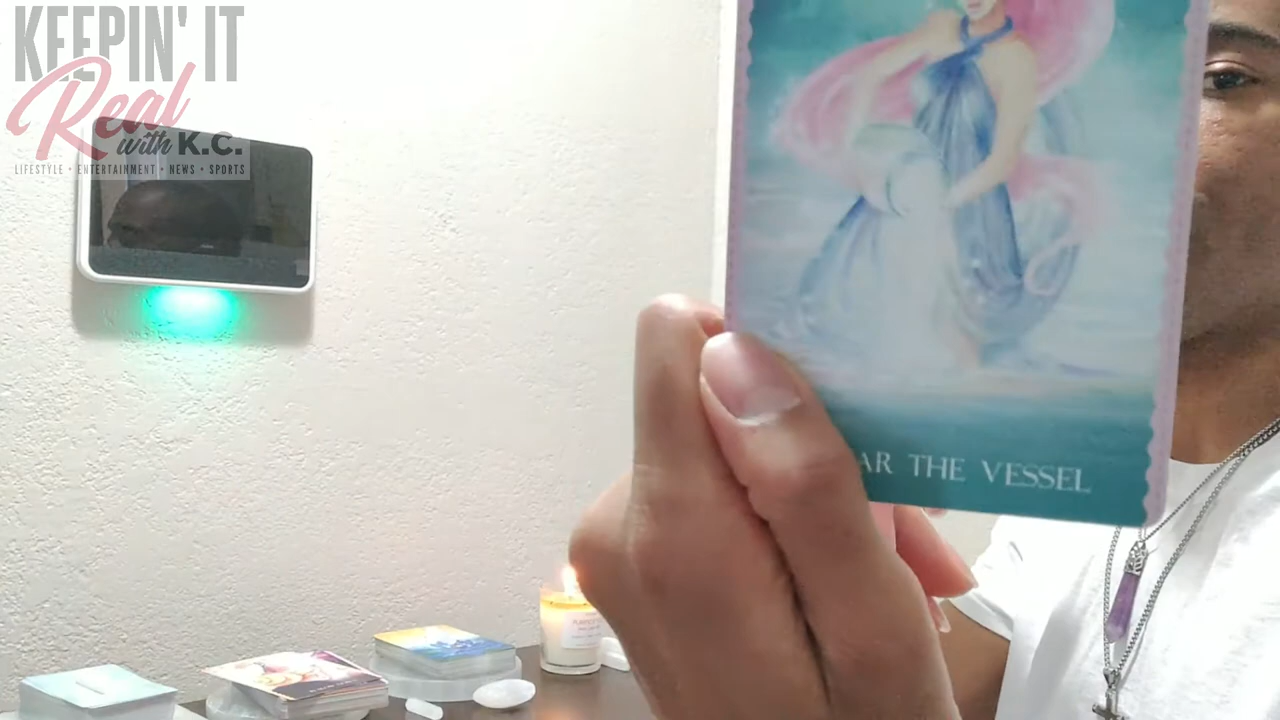 KEEPIN' IT
Real
with K.C.
LIFESTYLE • ENTERTAINMENT • NEWS • SPORTS
AR THE VESSEL